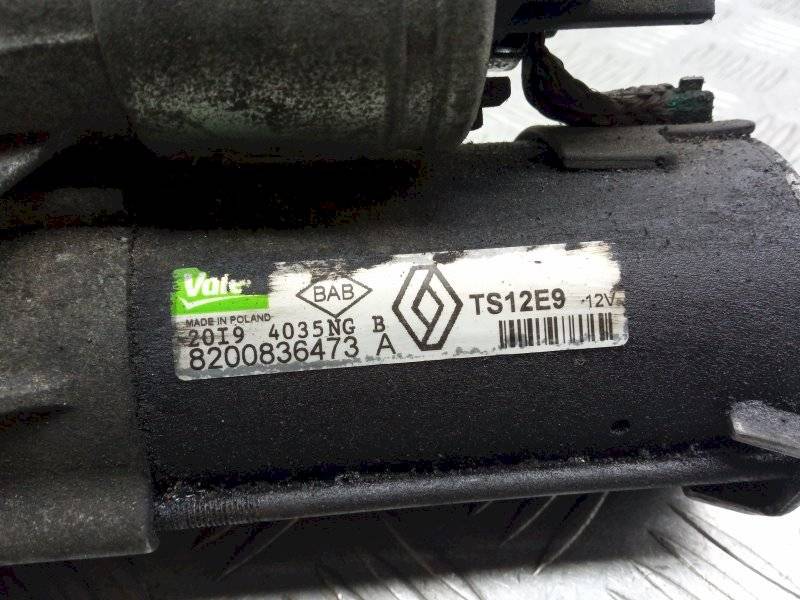 BAB
TS12E9 12V
MADE IN POLAND
20I9 4035NG B
8200836473 A